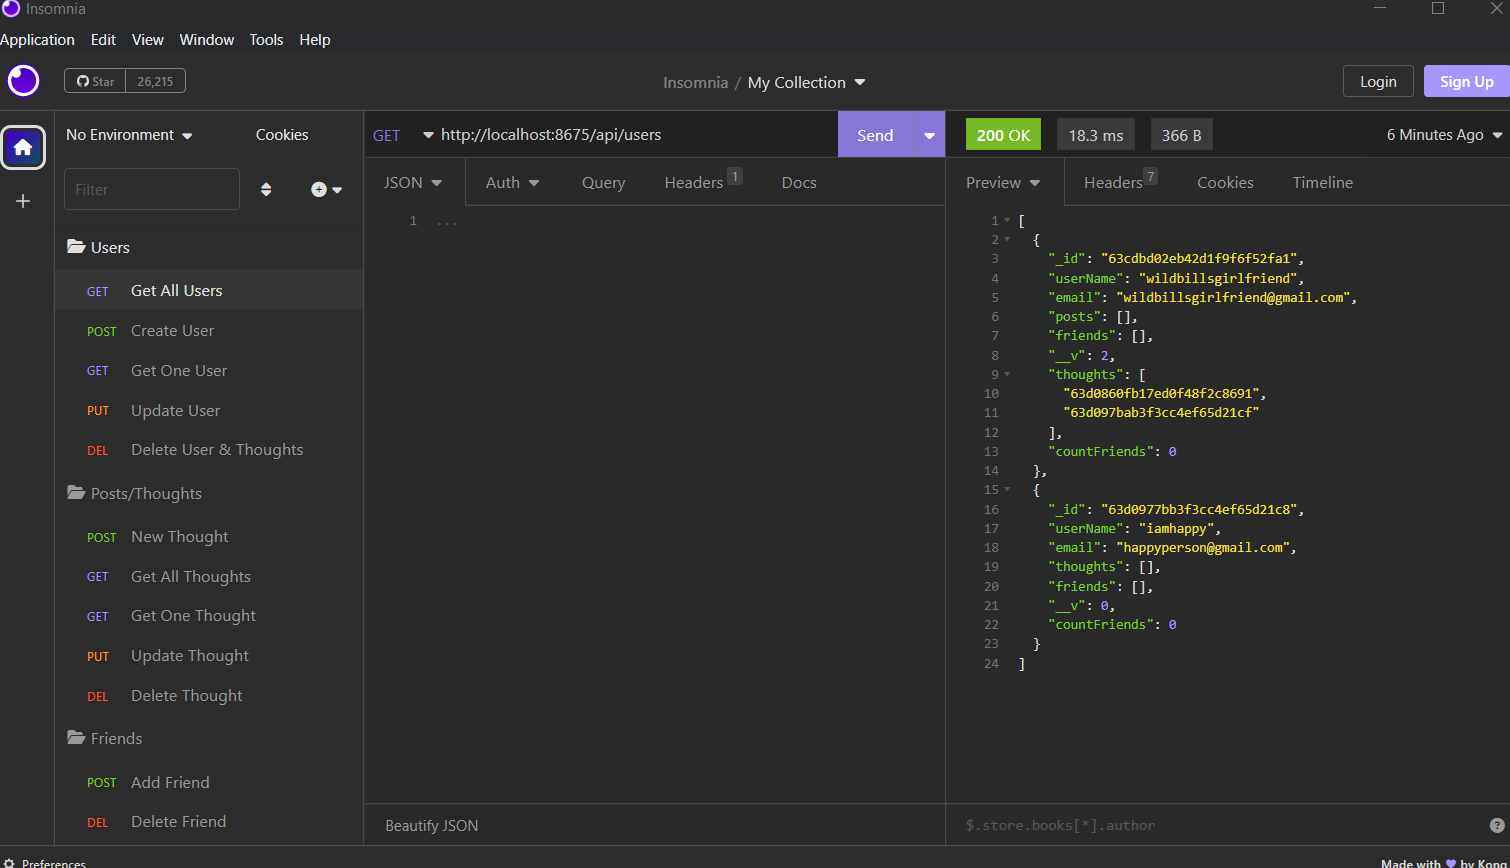 Insomnia
Application Edit View Window Tools Help
Star 26,215
Insomnia / My Collection
Login Sign Up
No Environment Cookies
Filter
Users
GET Get All Users
POST Create User
GET Get One User
PUT Update User
DEL Delete User & Thoughts
Posts/Thoughts
POST New Thought
GET Get All Thoughts
GET Get One Thought
PUT Update Thought
DEL Delete Thought
Friends
POST Add Friend
DEL Delete Friend
GET http://localhost:8675/api/users Send
JSON Auth Query Headers 1 Docs
1 ...
Beautify JSON
200 OK 18.3 ms 366 B 6 Minutes Ago
Preview Headers 7 Cookies Timeline
1 [
2 {
3 "_id": "63cdbd02eb42d1f9f6f52fa1",
4 "userName": "wildbillsgirlfriend",
5 "email": "wildbillsgirlfriend@gmail.com",
6 "posts": [],
7 "friends": [],
8 "__v": 2,
9 "thoughts": [
10 "63d0860fb17ed0f48f2c8691",
11 "63d097bab3f3cc4ef65d21cf"
12 ],
13 "countFriends": 0
14 },
15 {
16 "_id": "63d0977bb3f3cc4ef65d21c8",
17 "userName": "iamhappy",
18 "email": "happyperson@gmail.com",
19 "thoughts": [],
20 "friends": [],
21 "__v": 0,
22 "countFriends": 0
23 }
24 ]
$.store.books[*].author ?
Preferences
Made with 💜 by Kong